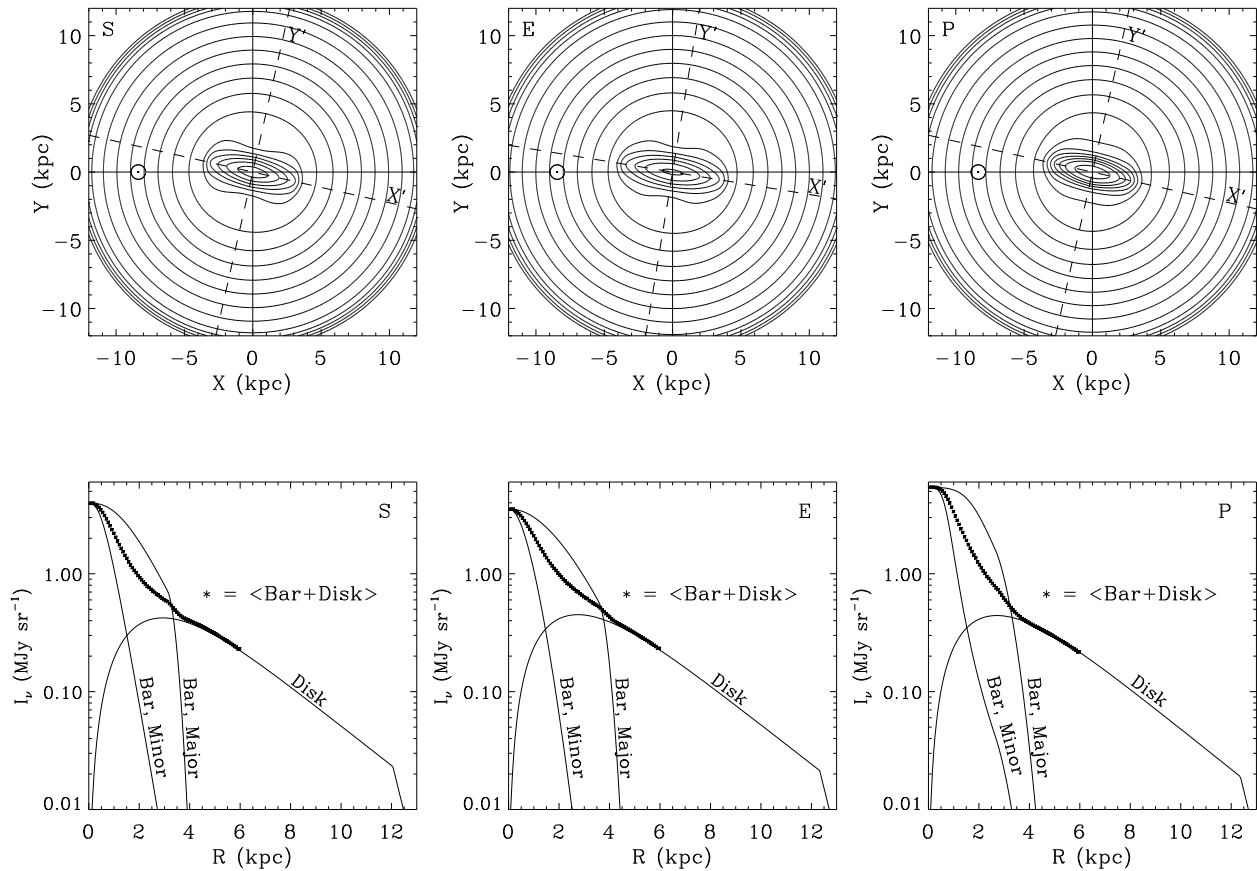 S
Y'
X'
10
5
0
−5
−10
Y (kpc)
−10 −5 0 5 10
X (kpc)
E
Y'
X'
10
5
0
−5
−10
Y (kpc)
−10 −5 0 5 10
X (kpc)
P
Y'
X'
10
5
0
−5
−10
Y (kpc)
−10 −5 0 5 10
X (kpc)
S
* = <Bar+Disk>
Bar, Minor
Bar, Major
Disk
1.00
0.10
0.01
Iν (MJy sr⁻¹)
0 2 4 6 8 10 12
R (kpc)
E
* = <Bar+Disk>
Bar, Minor
Bar, Major
Disk
1.00
0.10
0.01
Iν (MJy sr⁻¹)
0 2 4 6 8 10 12
R (kpc)
P
* = <Bar+Disk>
Bar, Minor
Bar, Major
Disk
1.00
0.10
0.01
Iν (MJy sr⁻¹)
0 2 4 6 8 10 12
R (kpc)